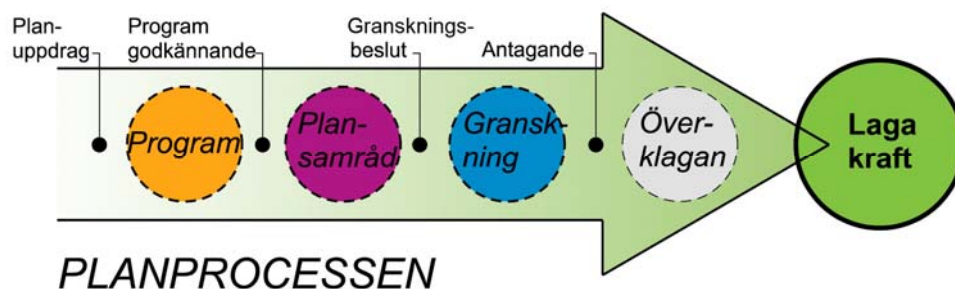 Plan-
uppdrag
Program
godkännande
Gransknings-
beslut
Antagande
Program
Plan-
samråd
Gransk-
ning
Över-
klagan
Laga
kraft
PLANPROCESSEN